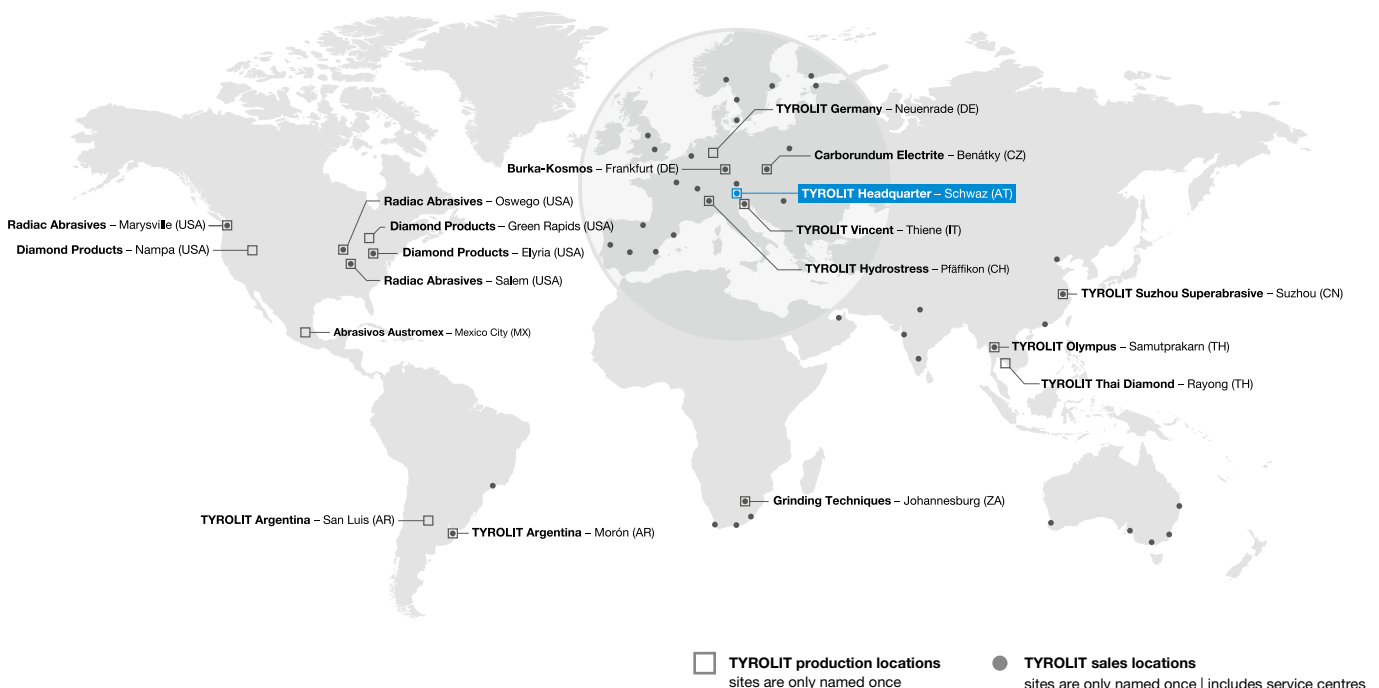 TYROLIT Germany – Neuenrade (DE)
Carborundum Electrite – Benátky (CZ)
Burka-Kosmos – Frankfurt (DE)
TYROLIT Headquarter – Schwaz (AT)
Radiac Abrasives – Oswego (USA)
Radiac Abrasives – Marysville (USA)
Diamond Products – Green Rapids (USA)
TYROLIT Vincent – Thiene (IT)
Diamond Products – Nampa (USA)
Diamond Products – Elyria (USA)
TYROLIT Hydrostress – Pfäffikon (CH)
Radiac Abrasives – Salem (USA)
TYROLIT Suzhou Superabrasive – Suzhou (CN)
Abrasivos Austromex – Mexico City (MX)
TYROLIT Olympus – Samutprakarn (TH)
TYROLIT Thai Diamond – Rayong (TH)
Grinding Techniques – Johannesburg (ZA)
TYROLIT Argentina – San Luis (AR)
TYROLIT Argentina – Morón (AR)
TYROLIT production locations
sites are only named once
TYROLIT sales locations
sites are only named once | includes service centres